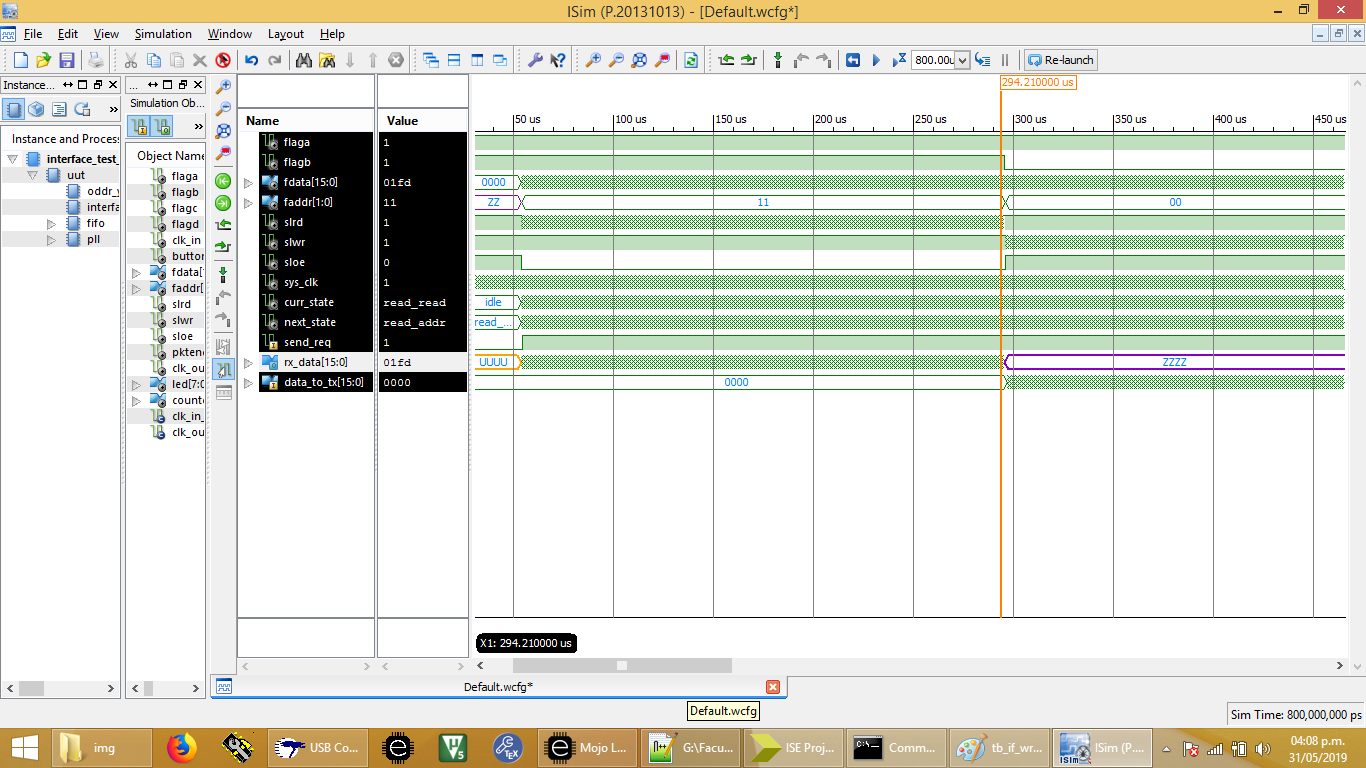 ISim (P.20131013) - [Default.wcfg*]
File Edit View Simulation Window Layout Help
800.00u
Re-launch
Instance...
...
294.210000 us
Simulation Ob...
»
»
Instance and Proces
Object Name
Name
Value
50 us 100 us 150 us 200 us 250 us 300 us 350 us 400 us 450 us
interface_test_
uut
oddr_y
interfa
fifo
pll
flaga
flagb
flagc
flagd
clk_in
button
fdata[1
faddr[
slrd
slwr
sloe
pktend
clk_ou
led[7:0
counte
clk_in_
clk_ou
flaga 1
flagb 1
fdata[15:0] 01fd 0000
faddr[1:0] 11 ZZ 11 00
slrd 1
slwr 1
sloe 0
sys_clk 1
curr_state read_read idle
next_state read_addr read_...
send_req 1
rx_data[15:0] 01fd UUUU ZZZZ
data_to_tx[15:0] 0000 0000
X1: 294.210000 us
Default.wcfg*
Default.wcfg
Sim Time: 800,000,000 ps
img
USB Co...
Mojo L...
G:\Facu...
ISE Proj...
Comm...
tb_if_wr...
ISim (P....
04:08 p.m.
31/05/2019